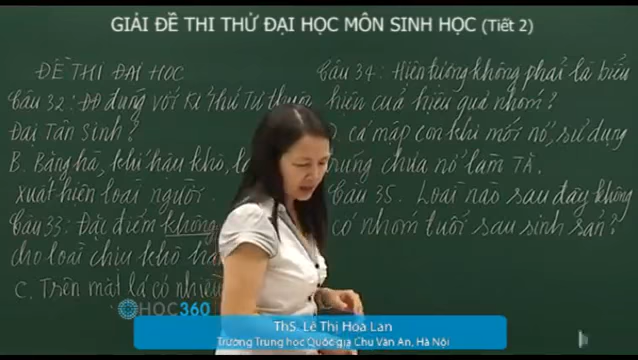 GIẢI ĐỀ THI THỬ ĐẠI HỌC MÔN SINH HỌC (Tiết 2)
ĐỀ THI ĐẠI HỌC
Câu 32: ĐĐ đúng với kỉ thứ Tư thuộc
Đại Tân sinh?
B. Băng hà, khí hậu khô, l
xuất hiện loài người.
Câu 33: Đặc điểm không
cho loài chịu khô hạn
C. Trên mặt lá có nhiều
Câu 34: Hiện tượng không phải là biểu
hiện của hiệu quả nhóm?
D. cá mập con khi mới nở, sử dụng
trứng chưa nở làm TĂ.
Câu 35. Loài nào sau đây không
có nhóm tuổi sau sinh sản?
HOC360
ThS. Lê Thị Hoa Lan
Trường Trung học Quốc gia Chu Văn An, Hà Nội